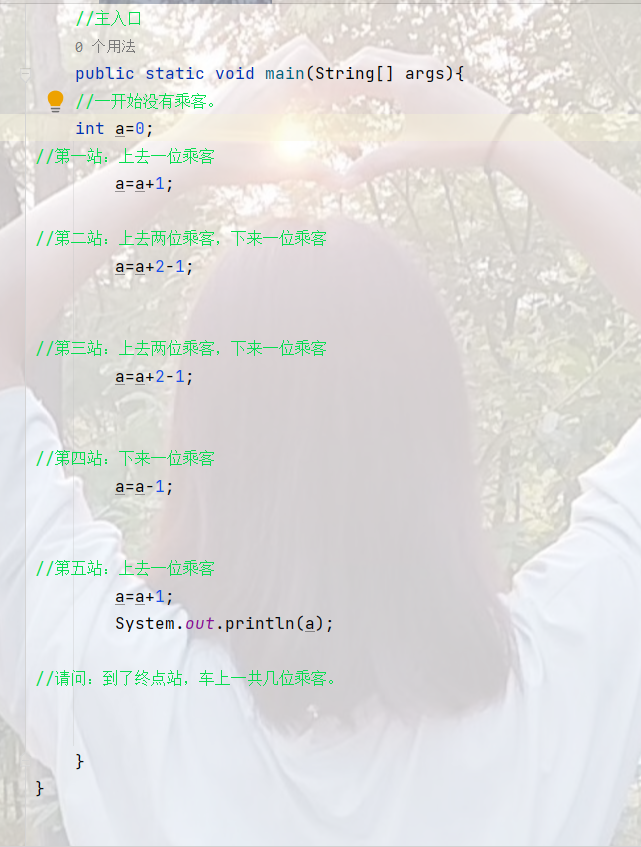 //主入口
0 个用法
public static void main(String[] args){
//一开始没有乘客。
int a=0;
//第一站：上去一位乘客
a=a+1;
//第二站：上去两位乘客，下来一位乘客
a=a+2-1;
//第三站：上去两位乘客，下来一位乘客
a=a+2-1;
//第四站：下来一位乘客
a=a-1;
//第五站：上去一位乘客
a=a+1;
System.out.println(a);
//请问：到了终点站，车上一共几位乘客。
}
}